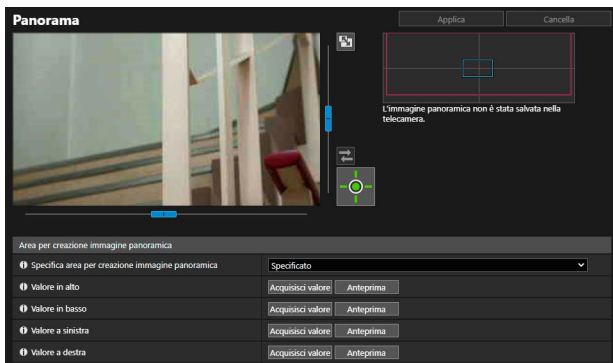 Panorama
Applica
Cancella
L'immagine panoramica non è stata salvata nella
telecamera.
Area per creazione immagine panoramica
Specifica area per creazione immagine panoramica
Specificato
Valore in alto
Acquisisci valore
Anteprima
Valore in basso
Acquisisci valore
Anteprima
Valore a sinistra
Acquisisci valore
Anteprima
Valore a destra
Acquisisci valore
Anteprima